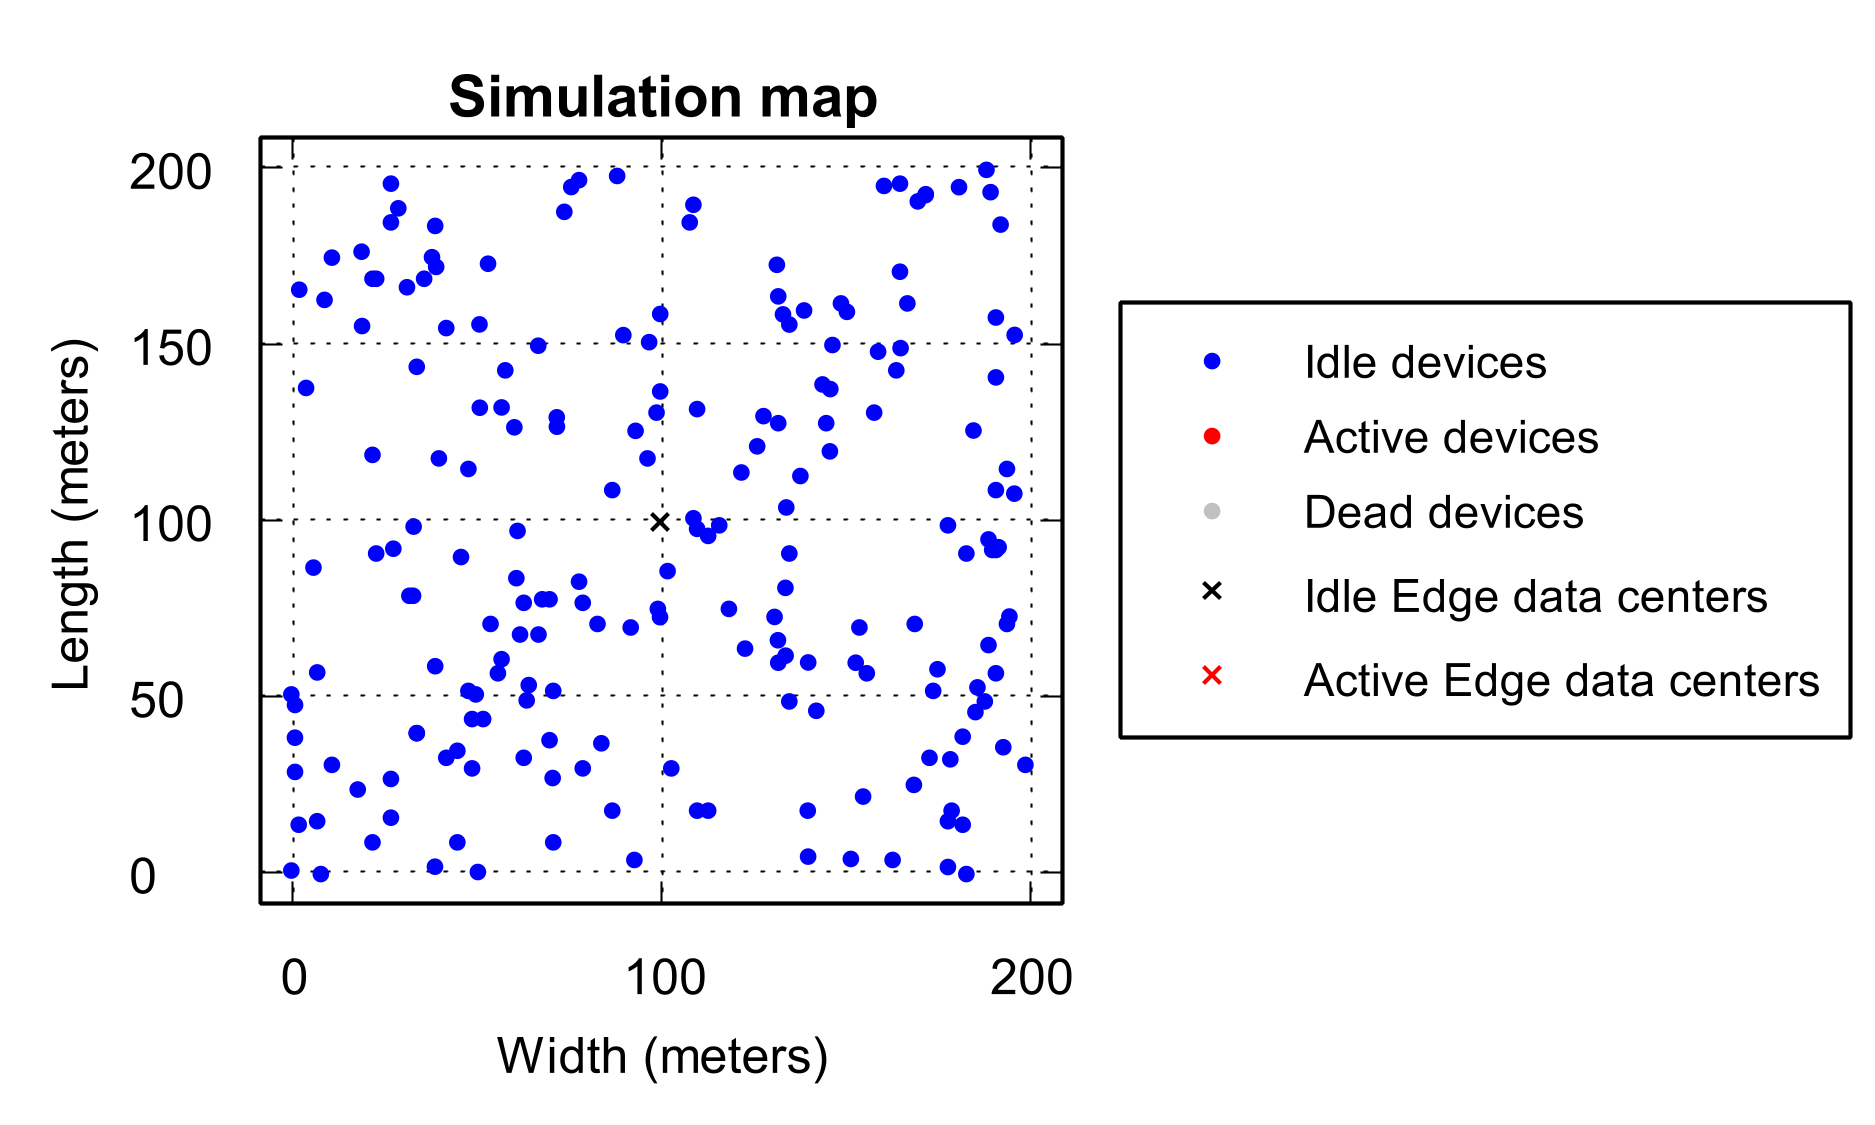 Simulation map
200
150
100
50
0
Length (meters)
0 100 200
Width (meters)
Idle devices
Active devices
Dead devices
Idle Edge data centers
Active Edge data centers